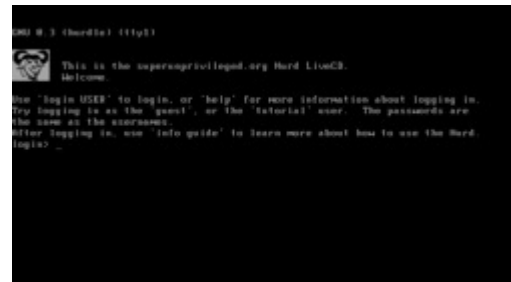 GNU 0.3 (hurdle) (tty1)
This is the superunprivileged.org Hurd LiveCD.
Welcome.
Use `login USER' to login, or `help' for more information about logging in.
Try logging in as the `guest', or the `tutorial' user. The passwords are
the same as the usernames.
After logging in, use `info guide' to learn more about how to use the Hurd.
login> _